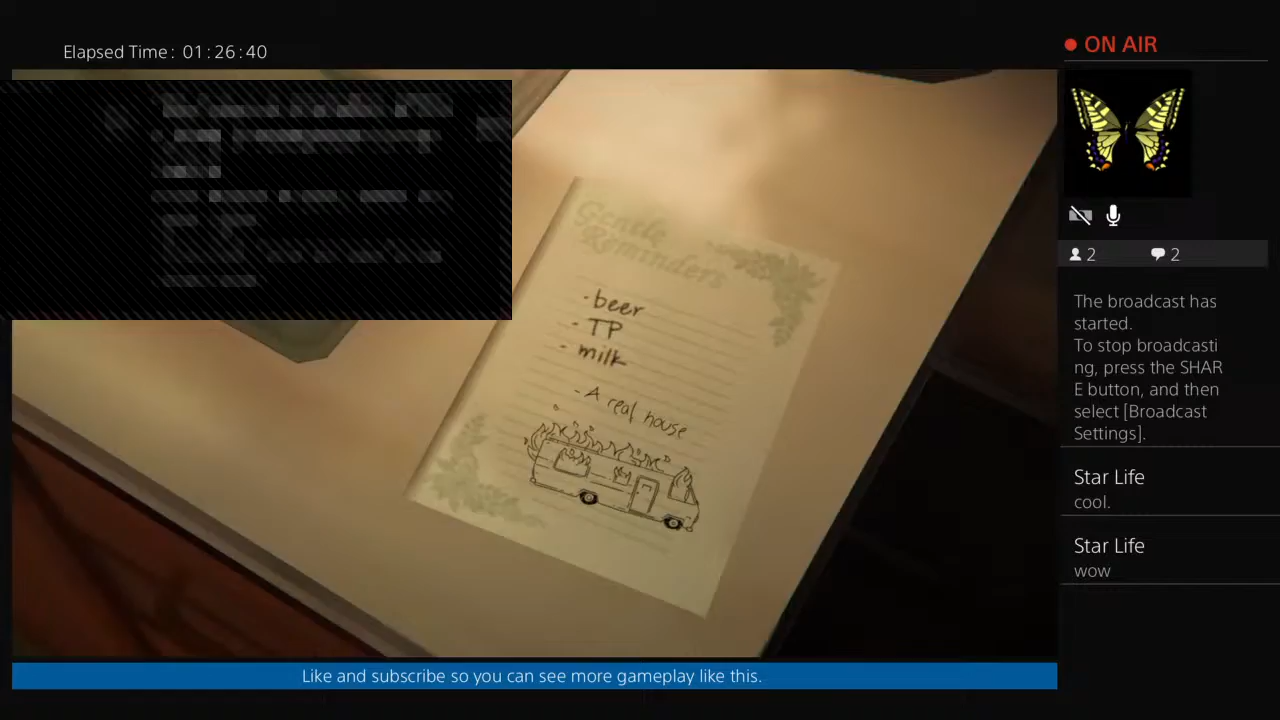 Elapsed Time: 01:26:40
ON AIR
2
2
The broadcast has
started.
To stop broadcasti
ng, press the SHAR
E button, and then
select [Broadcast
Settings].
Star Life
cool.
Star Life
wow
Gentle
Reminders
- beer
- TP
- milk
- A real house
Like and subscribe so you can see more gameplay like this.